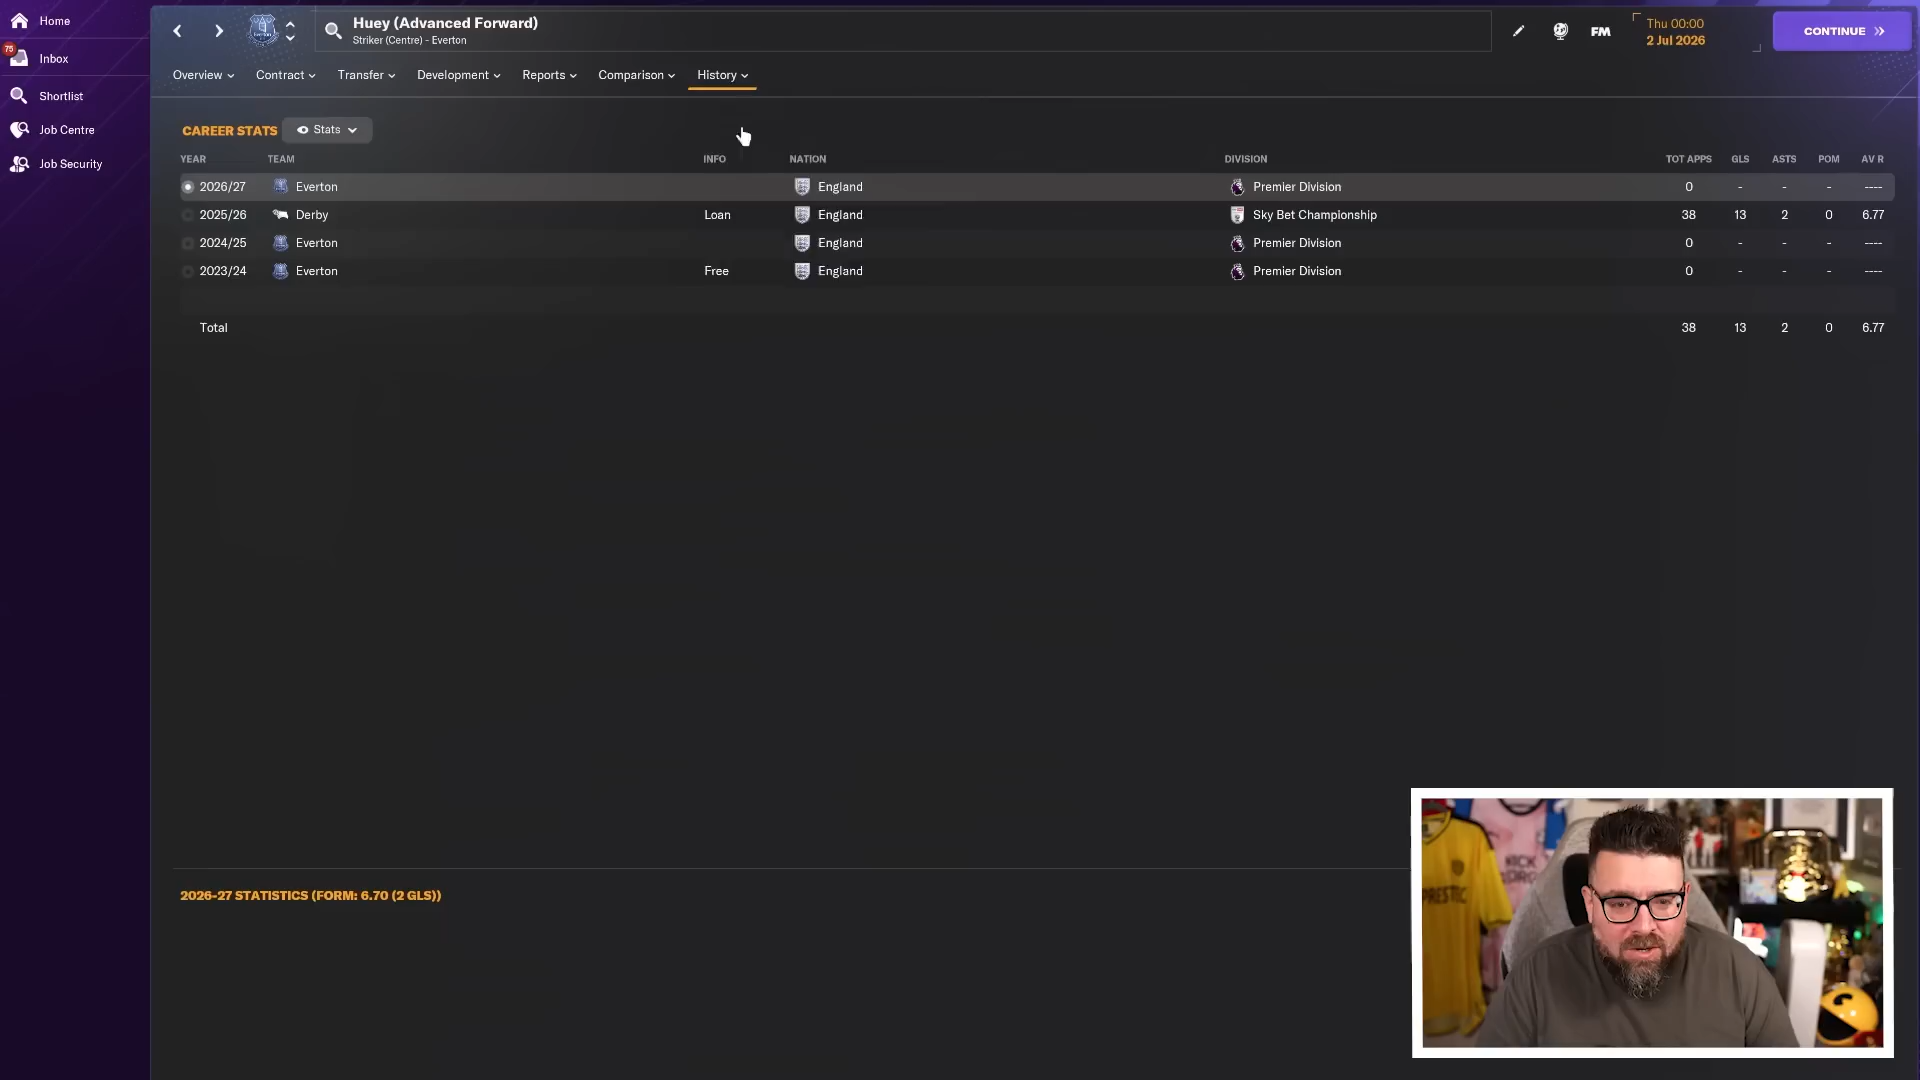 Home
75
Inbox
Shortlist
Job Centre
Job Security
Huey (Advanced Forward)
Striker (Centre) - Everton
FM
Thu 00:00
2 Jul 2026
CONTINUE
Overview Contract Transfer Development Reports Comparison History
CAREER STATS Stats
YEAR TEAM INFO NATION DIVISION TOT APPS GLS ASTS POM AV R
2026/27 Everton England Premier Division 0 - - - ----
2025/26 Derby Loan England Sky Bet Championship 38 13 2 0 6.77
2024/25 Everton England Premier Division 0 - - - ----
2023/24 Everton Free England Premier Division 0 - - - ----
Total 38 13 2 0 6.77
2026-27 STATISTICS (FORM: 6.70 (2 GLS))